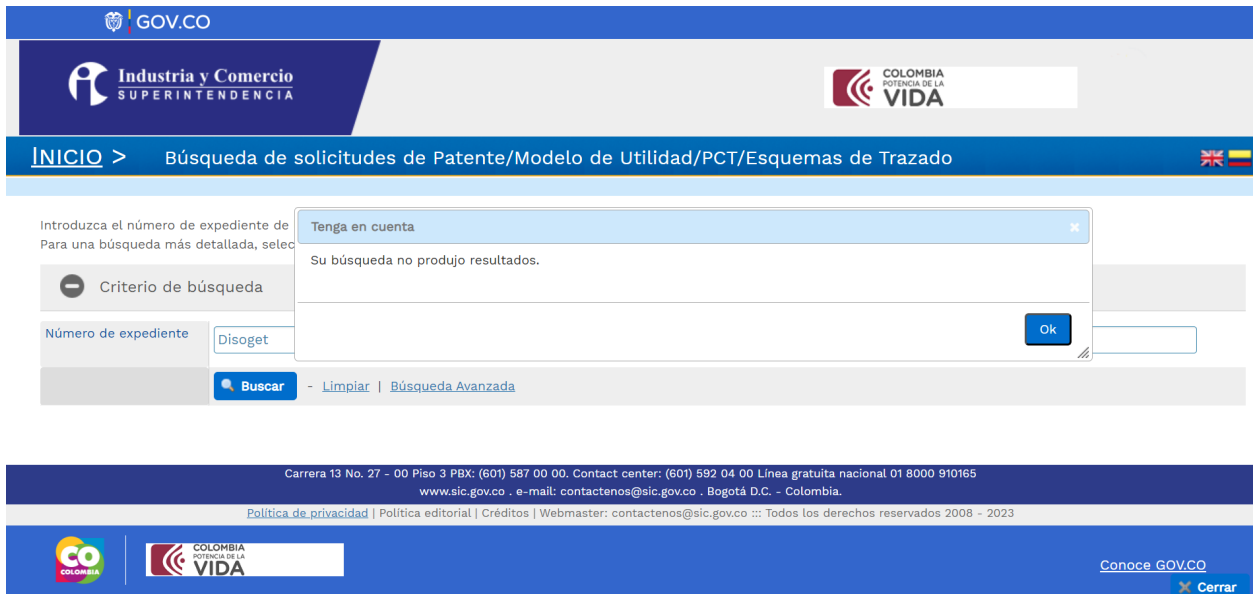 GOV.CO
Industria y Comercio
SUPERINTENDENCIA
COLOMBIA
POTENCIA DE LA
VIDA
INICIO > Búsqueda de solicitudes de Patente/Modelo de Utilidad/PCT/Esquemas de Trazado
Introduzca el número de expediente de
Para una búsqueda más detallada, selec
Tenga en cuenta
Su búsqueda no produjo resultados.
Ok
Criterio de búsqueda
Número de expediente Disoget
Buscar - Limpiar | Búsqueda Avanzada
Carrera 13 No. 27 - 00 Piso 3 PBX: (601) 587 00 00. Contact center: (601) 592 04 00 Línea gratuita nacional 01 8000 910165
www.sic.gov.co . e-mail: contactenos@sic.gov.co . Bogotá D.C. - Colombia.
Política de privacidad | Política editorial | Créditos | Webmaster: contactenos@sic.gov.co ::: Todos los derechos reservados 2008 - 2023
CO
COLOMBIA
COLOMBIA
POTENCIA DE LA
VIDA
Conoce GOV.CO
Cerrar